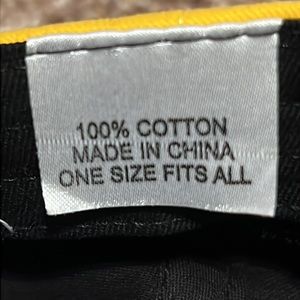 100% COTTON
MADE IN CHINA
ONE SIZE FITS ALL